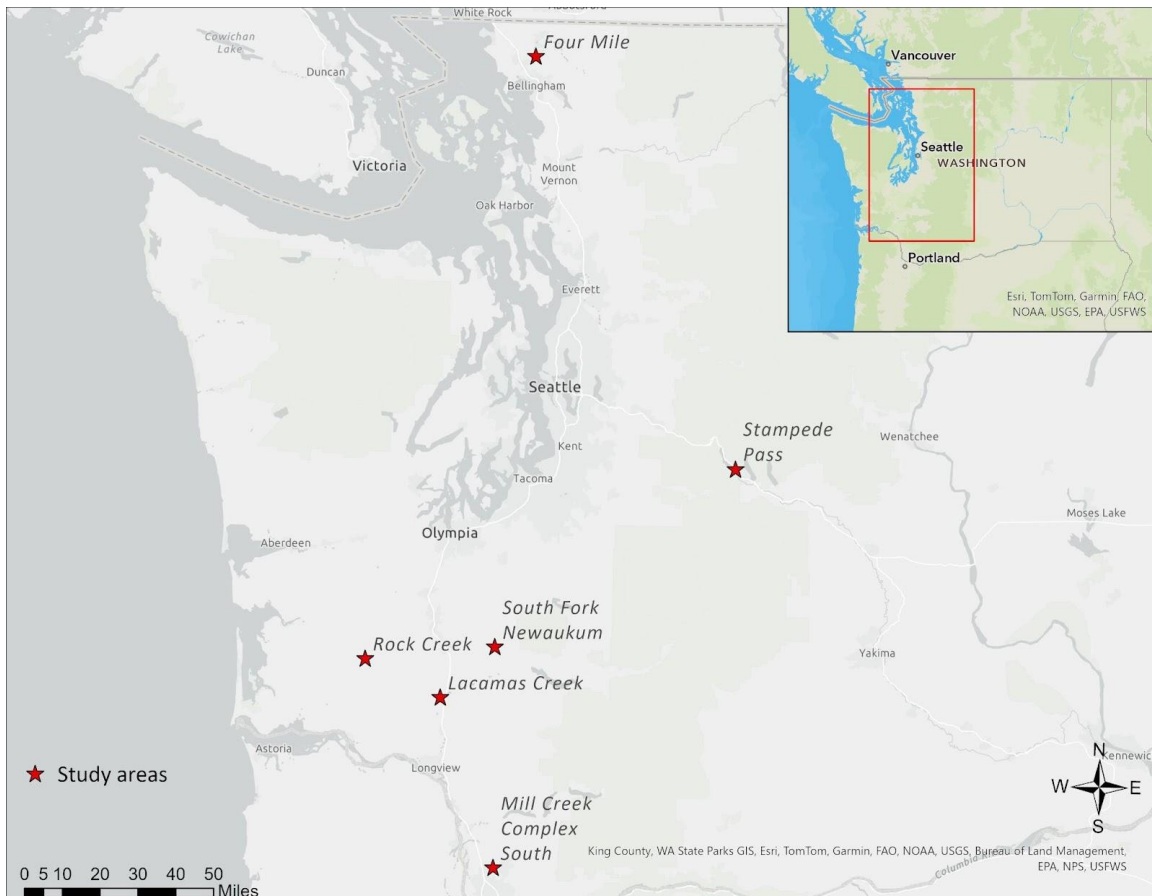 White Rock
Abbotsford
Cowichan
Lake
Four Mile
Duncan
Bellingham
Victoria
Mount
Vernon
Oak Harbor
Everett
Seattle
Stampede
Pass
Wenatchee
Kent
Tacoma
Moses Lake
Olympia
Aberdeen
South Fork
Newaukum
Rock Creek
Yakima
Lacamas Creek
Astoria
Longview
Kennewic
Study areas
Mill Creek
Complex
South
N
W E
S
0 5 10 20 30 40 50
Miles
Columbia
King County, WA State Parks GIS, Esri, TomTom, Garmin, FAO, NOAA, USGS, Bureau of Land Management,
EPA, NPS, USFWS
Vancouver
Seattle
WASHINGTON
Portland
Esri, TomTom, Garmin, FAO,
NOAA, USGS, EPA, USFWS